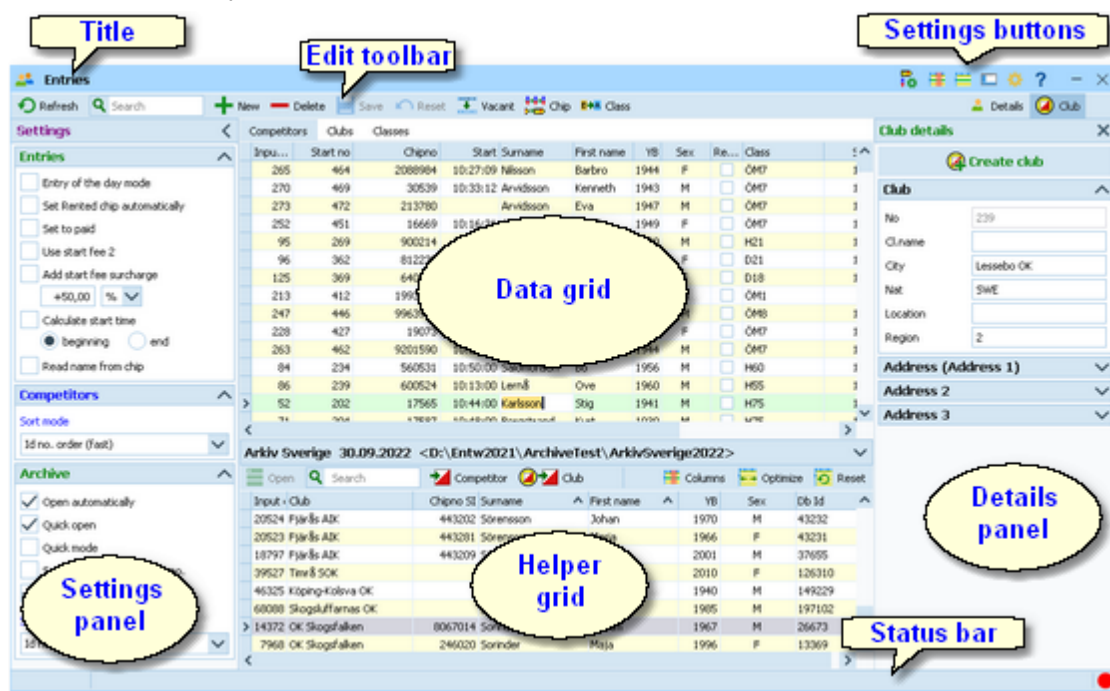 Title
Edit toolbar
Settings buttons
Entries
?
Refresh Search New Delete Save Reset Vacant Chip Class Details Club
Settings
Competitors Clubs Classes
Club details
Inpu... Start no Chipno Start Surname First name YB Sex Re... Class
Entries
265 464 2088984 10:27:09 Nilsson Barbro 1944 F ÖM7
Create club
Entry of the day mode
270 469 30539 10:33:12 Arvidsson Kenneth 1943 M ÖM7
Club
Set Rented chip automatically
273 472 213780 Arvidsson Eva 1947 M ÖM7
No 239
Set to paid
252 451 16669 1949 F ÖM7
Cl.name
Use start fee 2
95 269 900214 M H21
City Lessebo OK
Add start fee surcharge
96 362 F D21
Nat SWE
+50,00 %
125 369 M D18
Location
Calculate start time
213 412 ÖM1
Region 2
beginning end
247 446 M ÖM8
Read name from chip
228 427 19073 F ÖM7
Address (Address 1)
263 462 9201590 1944 M ÖM7
Address 2
84 234 560531 10:50:00 Bo 1956 M H60
Address 3
Competitors
86 239 600524 10:13:00 Lernå Ove 1960 M H55
Sort mode
52 202 17565 10:44:00 Karlsson Stig 1941 M H75
Id no. order (fast)
Data grid
Arkiv Sverige 30.09.2022 <D:\Entw2021\ArchiveTest\ArkivSverige2022>
Archive
Open Search Competitor Club Columns Optimize Reset
Open automatically
Input Club Chipno SI Surname First name YB Sex Db Id
Quick open
20524 Fjärås AIK 443202 Sörensson Johan 1970 M 43232
Quick mode
20523 Fjärås AIK 443281 1966 F 43231
18797 Fjärås AIK 443209 2001 M 37655
39527 Timrå SOK 2010 F 126310
46325 Köping-Kolsva OK 1940 M 149229
68088 Skogsluffarnas OK 1985 M 197102
14372 OK Skogsfalken 8067014 1967 M 26673
7968 OK Skogsfalken 246020 Sorinder Maja 1996 F 13369
Settings
panel
Helper
grid
Details
panel
Status bar